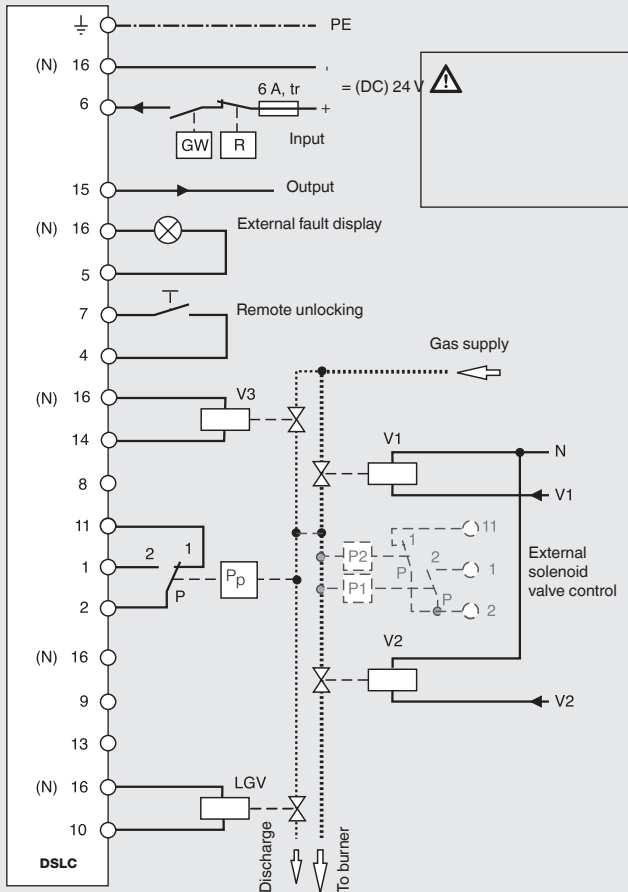 PE
(N) 16
-
6
6 A, tr
+
= (DC) 24 V
GW
R
Input
15
Output
(N) 16
External fault display
5
7
Remote unlocking
4
Gas supply
(N) 16
V3
14
V1
N
V1
8
11
1
2
1
2
P
Pp
P2
P1
1
2
P
P
11
1
2
External
solenoid
valve control
(N) 16
V2
V2
9
13
(N) 16
LGV
10
DSLC
Discharge
To burner